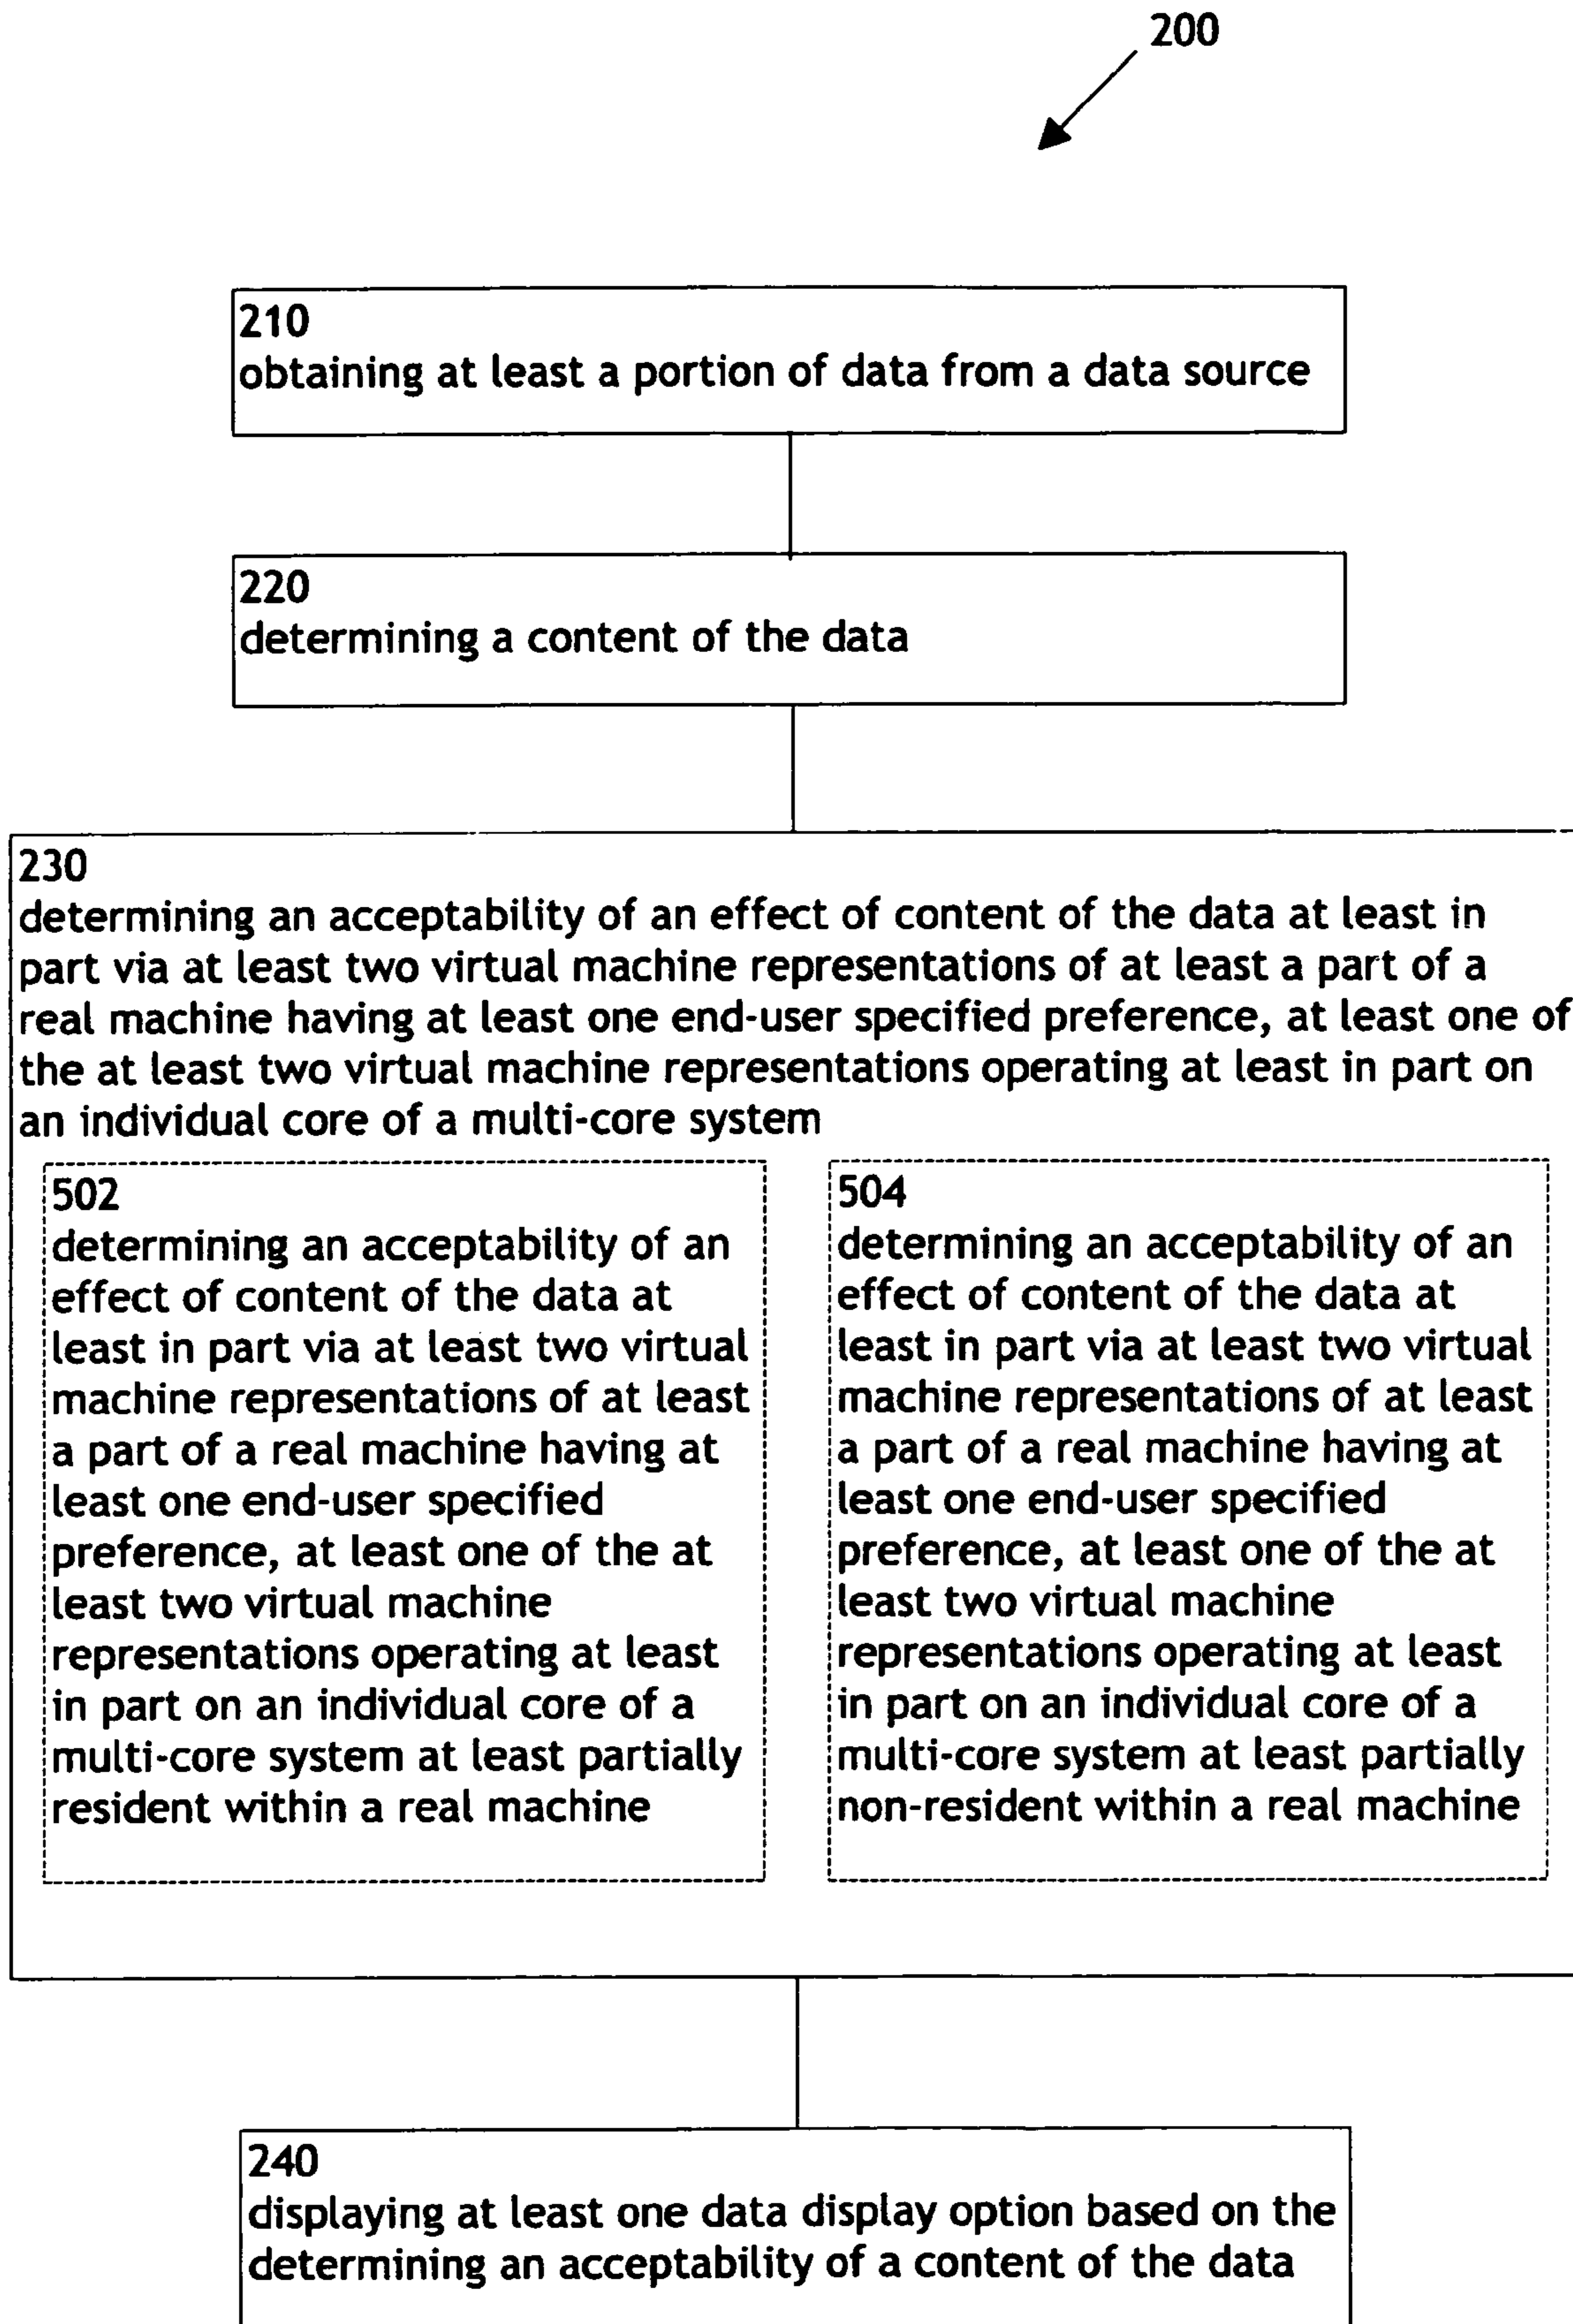 200
210
obtaining at least a portion of data from a data source
220
determining a content of the data
230
determining an acceptability of an effect of content of the data at least in
part via at least two virtual machine representations of at least a part of a
real machine having at least one end-user specified preference, at least one of
the at least two virtual machine representations operating at least in part on
an individual core of a multi-core system
502
determining an acceptability of an
effect of content of the data at
least in part via at least two virtual
machine representations of at least
a part of a real machine having at
least one end-user specified
preference, at least one of the at
least two virtual machine
representations operating at least
in part on an individual core of a
multi-core system at least partially
resident within a real machine
504
determining an acceptability of an
effect of content of the data at
least in part via at least two virtual
machine representations of at least
a part of a real machine having at
least one end-user specified
preference, at least one of the at
least two virtual machine
representations operating at least
in part on an individual core of a
multi-core system at least partially
non-resident within a real machine
240
displaying at least one data display option based on the
determining an acceptability of a content of the data